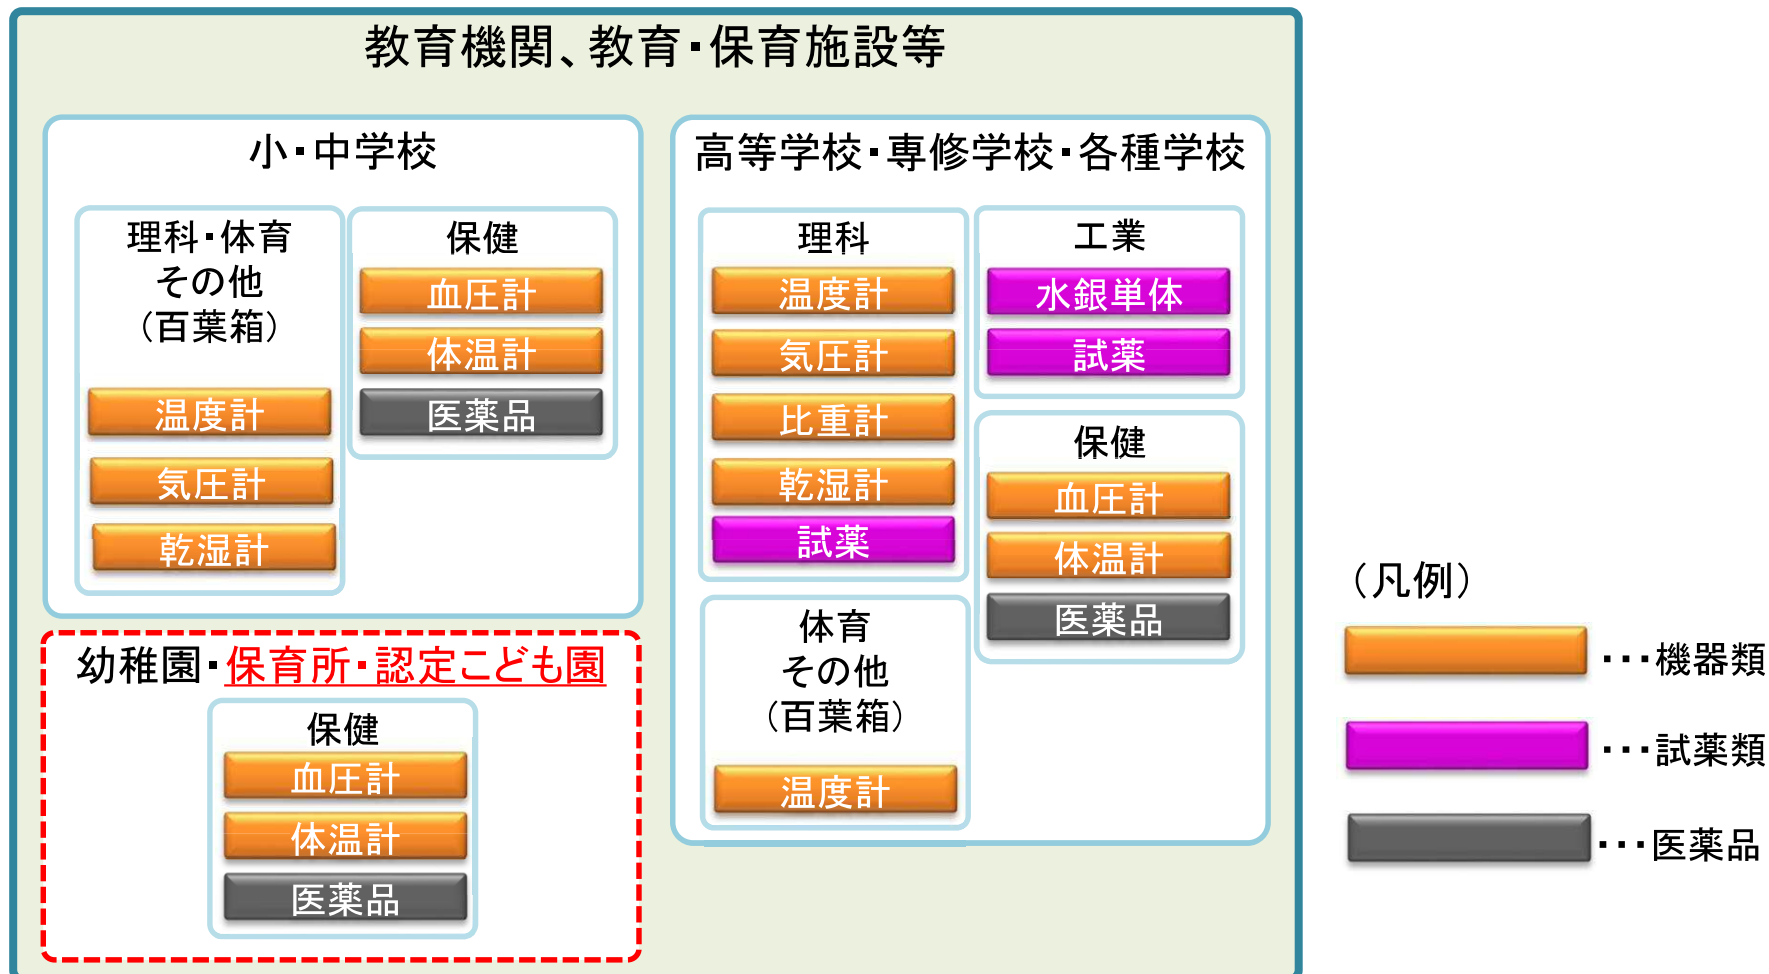 教育機関、教育・保育施設等
小・中学校
理科・体育
その他
（百葉箱）
温度計
気圧計
乾湿計
保健
血圧計
体温計
医薬品
幼稚園・保育所・認定こども園
保健
血圧計
体温計
医薬品
高等学校・専修学校・各種学校
理科
温度計
気圧計
比重計
乾湿計
試薬
体育
その他
（百葉箱）
温度計
工業
水銀単体
試薬
保健
血圧計
体温計
医薬品
（凡例）
・・・機器類
・・・試薬類
・・・医薬品